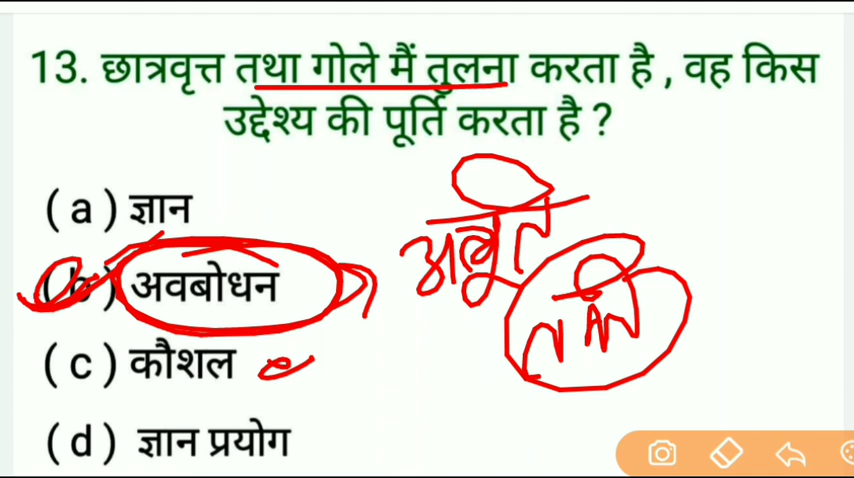 13. छात्रवृत्त तथा गोले मैं तुलना करता है , वह किस
उद्देश्य की पूर्ति करता है ?
( a ) ज्ञान
( b ) अवबोधन
( c ) कौशल
( d ) ज्ञान प्रयोग